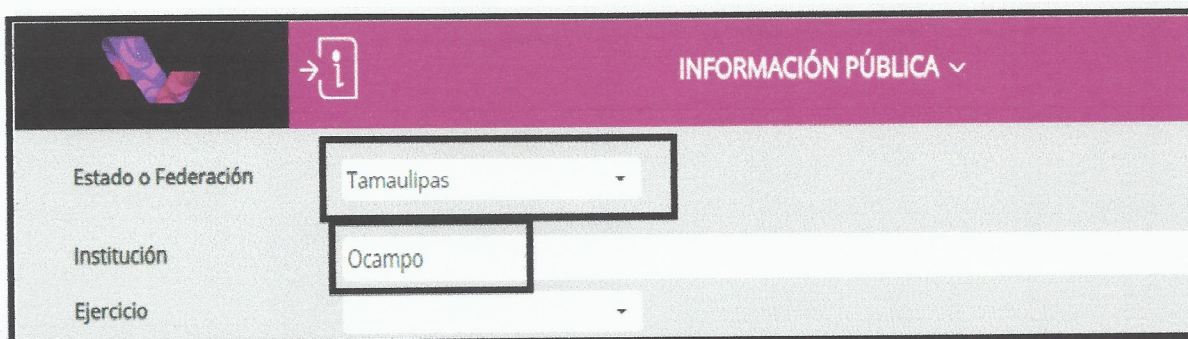 INFORMACIÓN PÚBLICA
Estado o Federación Tamaulipas
Institución Ocampo
Ejercicio